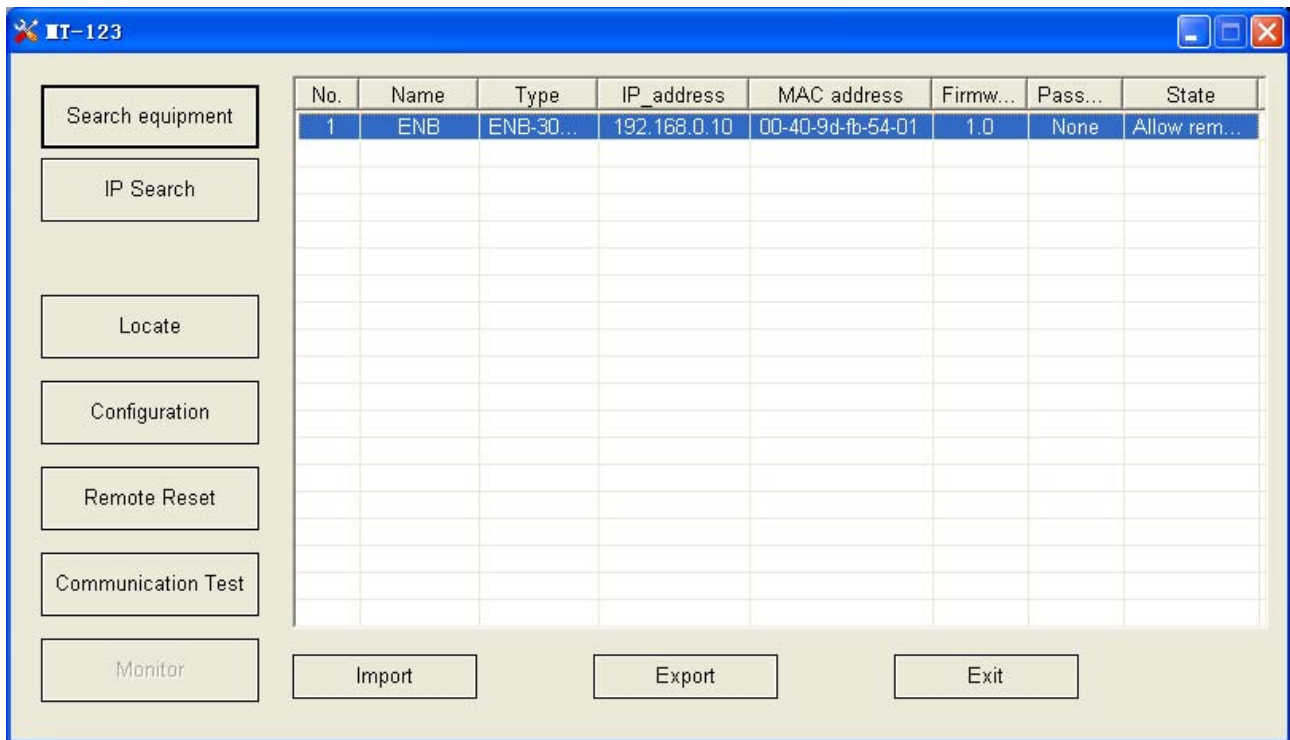 MT-123
Search equipment
IP Search
Locate
Configuration
Remote Reset
Communication Test
Monitor
No. Name Type IP_address MAC address Firmw... Pass... State
1 ENB ENB-30... 192.168.0.10 00-40-9d-fb-54-01 1.0 None Allow rem...
Import Export Exit